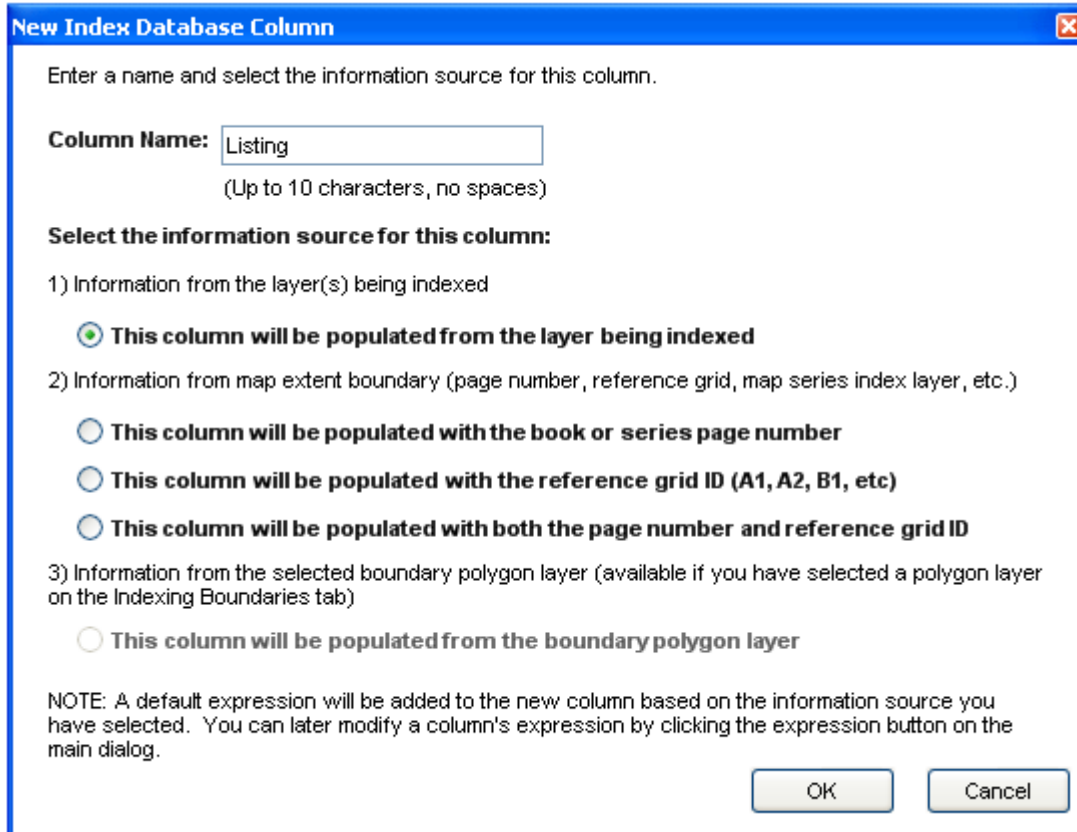 New Index Database Column
Enter a name and select the information source for this column.
Column Name: Listing
(Up to 10 characters, no spaces)
Select the information source for this column:
1) Information from the layer(s) being indexed
This column will be populated from the layer being indexed
2) Information from map extent boundary (page number, reference grid, map series index layer, etc.)
This column will be populated with the book or series page number
This column will be populated with the reference grid ID (A1, A2, B1, etc)
This column will be populated with both the page number and reference grid ID
3) Information from the selected boundary polygon layer (available if you have selected a polygon layer
on the Indexing Boundaries tab)
This column will be populated from the boundary polygon layer
NOTE: A default expression will be added to the new column based on the information source you
have selected. You can later modify a column's expression by clicking the expression button on the
main dialog.
OK Cancel